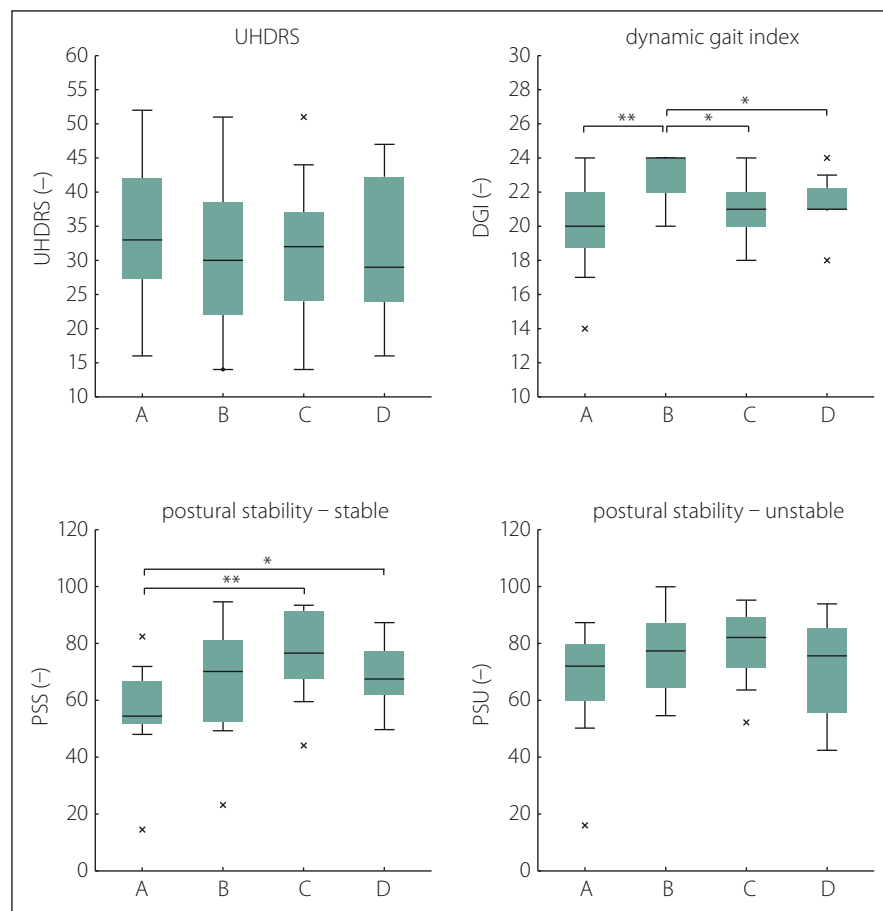 UHDRS
UHDRS (–)
60
55
50
45
40
35
30
25
20
15
10
A B C D
dynamic gait index
DGI (–)
30
28
26
24
22
20
18
16
14
12
10
** * *
A B C D
postural stability – stable
PSS (–)
120
100
80
60
40
20
0
* **
A B C D
postural stability – unstable
PSU (–)
120
100
80
60
40
20
0
A B C D